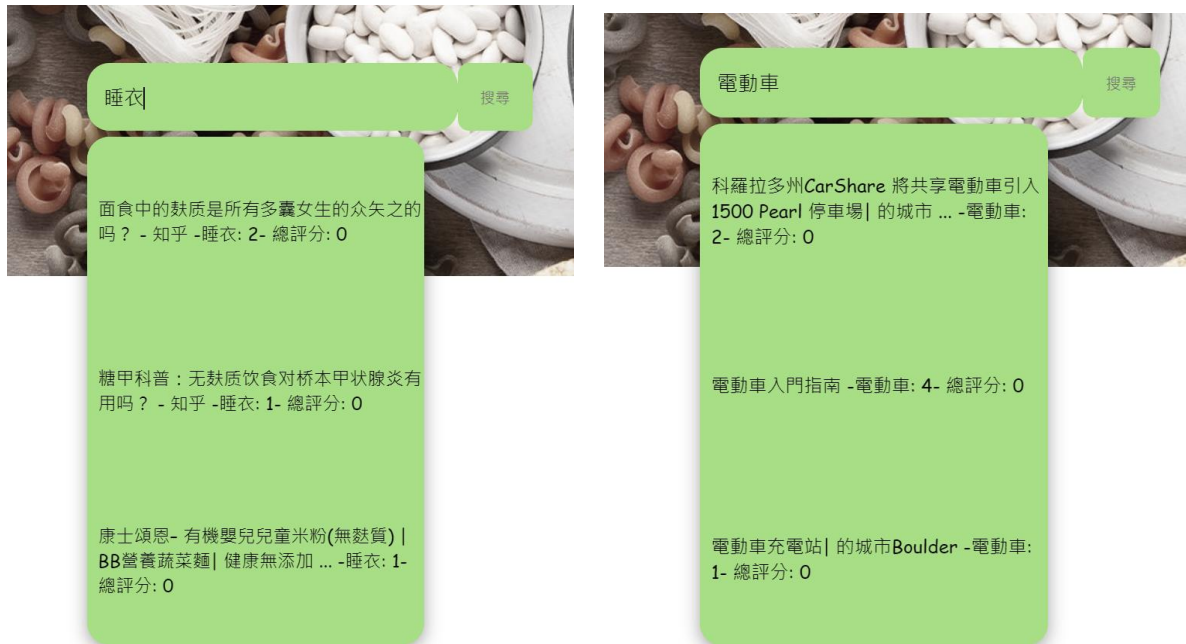 睡衣
搜尋
面食中的麸质是所有多囊女生的众矢之的
吗？ - 知乎 -睡衣: 2- 總評分: 0
糖甲科普：无麸质饮食对桥本甲状腺炎有
用吗？ - 知乎 -睡衣: 1- 總評分: 0
康士頌恩– 有機嬰兒兒童米粉(無麩質) |
BB營養蔬菜麵| 健康無添加 ... -睡衣: 1-
總評分: 0
電動車
搜尋
科羅拉多州CarShare 將共享電動車引入
1500 Pearl 停車場| 的城市 ... -電動車:
2- 總評分: 0
電動車入門指南 -電動車: 4- 總評分: 0
電動車充電站| 的城市Boulder -電動車:
1- 總評分: 0